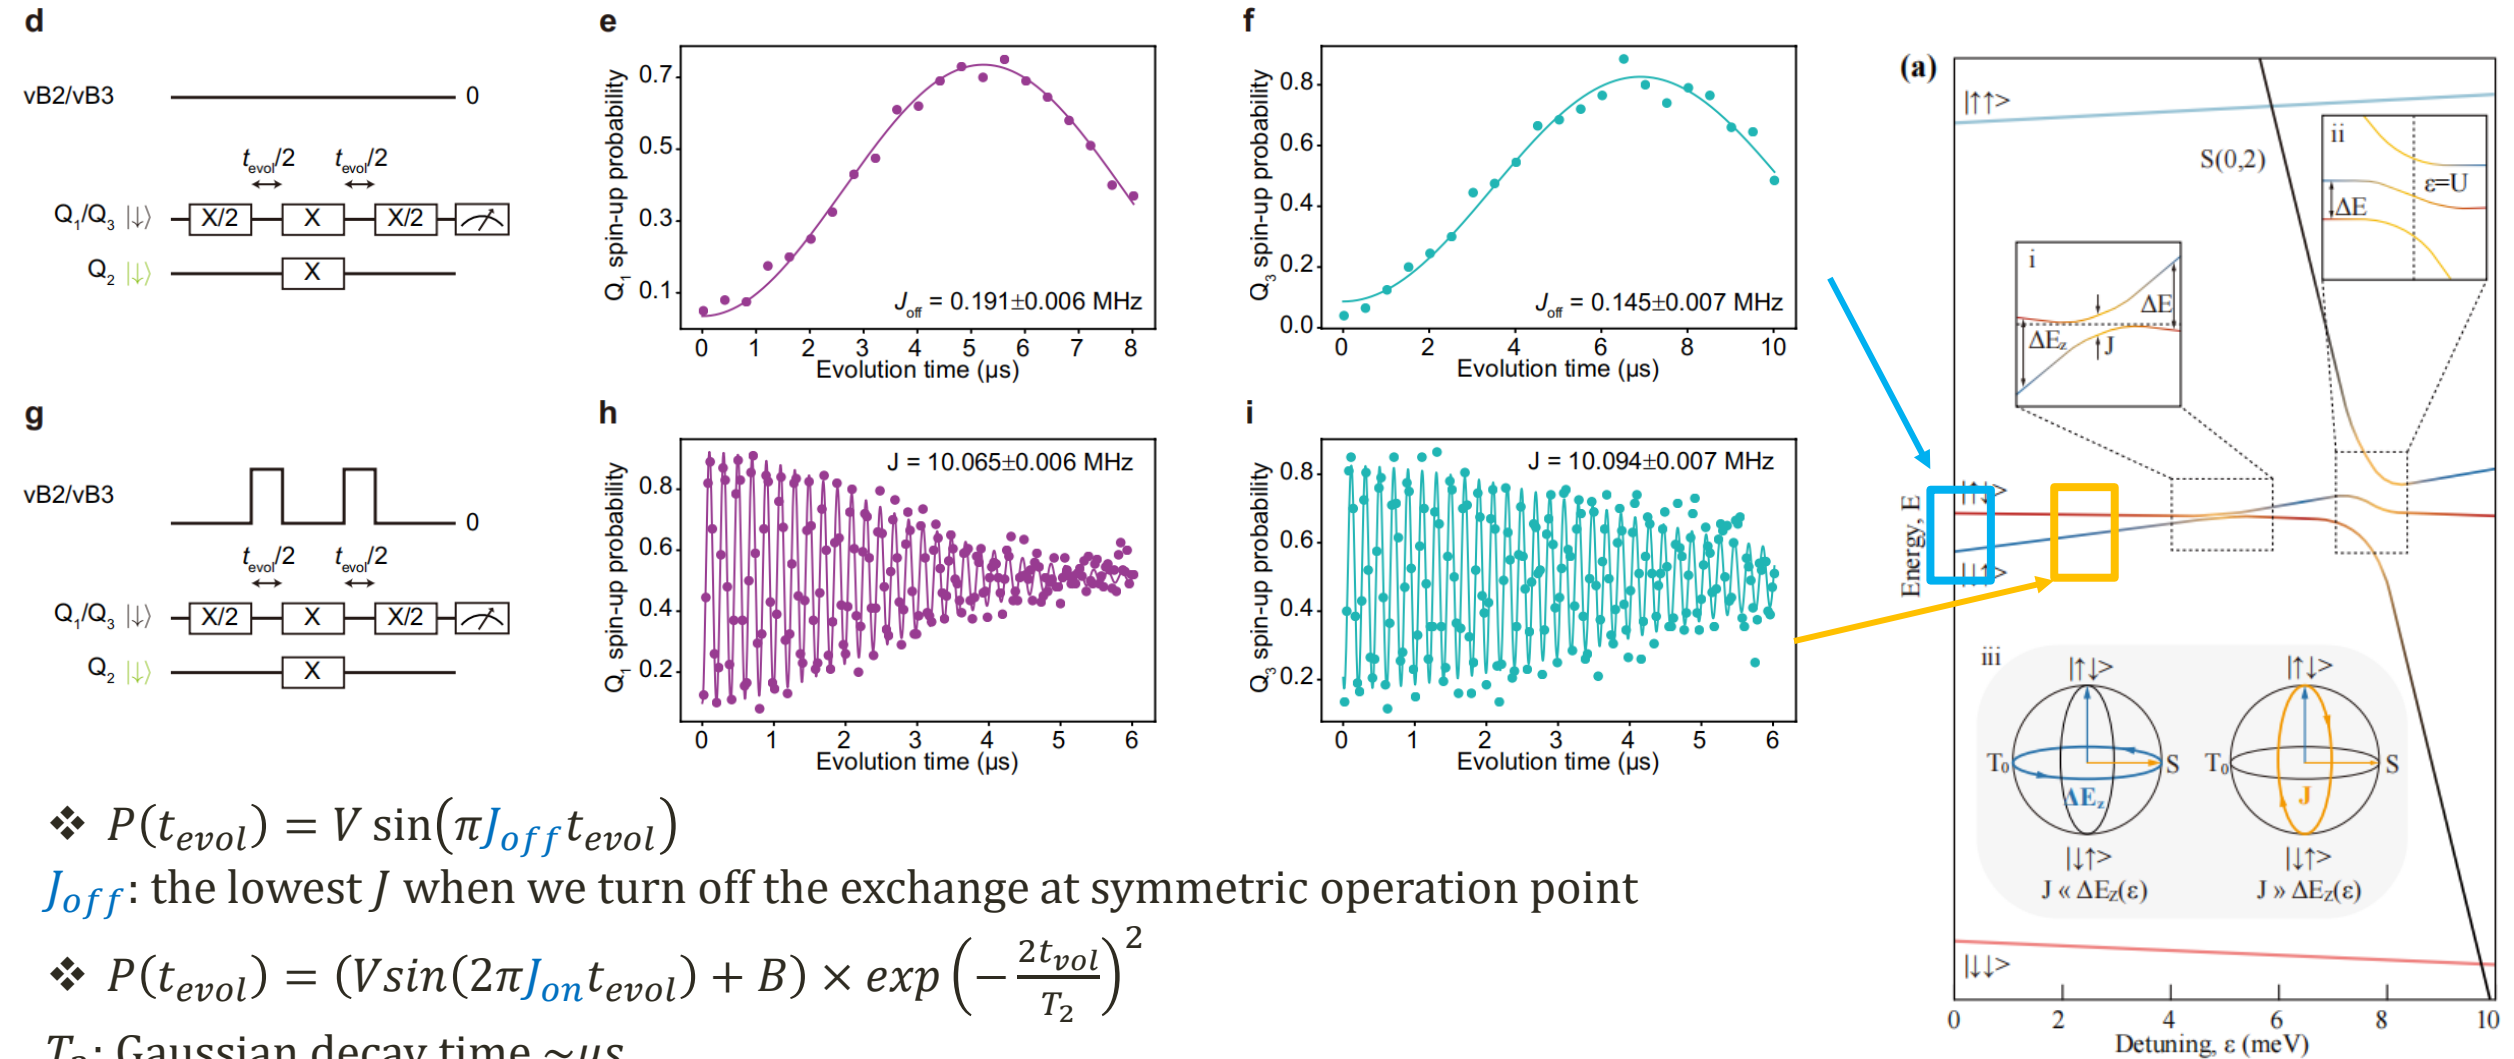 d
vB2/vB3
0
t_evol/2 t_evol/2
Q₁/Q₃ |↓⟩ X/2 X X/2
Q₂ |↓⟩ X
e
Q₁ spin-up probability
0.7
0.5
0.3
0.1
J_off = 0.191±0.006 MHz
0 1 2 3 4 5 6 7 8
Evolution time (µs)
f
Q₃ spin-up probability
0.8
0.6
0.4
0.2
0.0
J_off = 0.145±0.007 MHz
0 2 4 6 8 10
Evolution time (µs)
g
vB2/vB3
0
t_evol/2 t_evol/2
Q₁/Q₃ |↓⟩ X/2 X X/2
Q₂ |↓⟩ X
h
Q₁ spin-up probability
0.8
0.6
0.4
0.2
J = 10.065±0.006 MHz
0 1 2 3 4 5 6
Evolution time (µs)
i
Q₃ spin-up probability
0.8
0.6
0.4
0.2
J = 10.094±0.007 MHz
0 1 2 3 4 5 6
Evolution time (µs)
(a)
|↑↑>
S(0,2)
ii
ε=U
ΔE
i
ΔE
ΔE_z
J
Energy, E
|↑↓>
|↓↑>
iii
|↑↓> |↑↓>
T₀ S T₀ S
ΔE_z J
|↓↑> |↓↑>
J « ΔE_Z(ε) J » ΔE_Z(ε)
|↓↓>
0 2 4 6 8 10
Detuning, ε (meV)
❖ P(t_evol) = V sin(πJ_off t_evol)
J_off: the lowest J when we turn off the exchange at symmetric operation point
❖ P(t_evol) = (Vsin(2πJ_on t_evol) + B) × exp(−2t_vol/T₂)²
T₂: Gaussian decay time ~µs